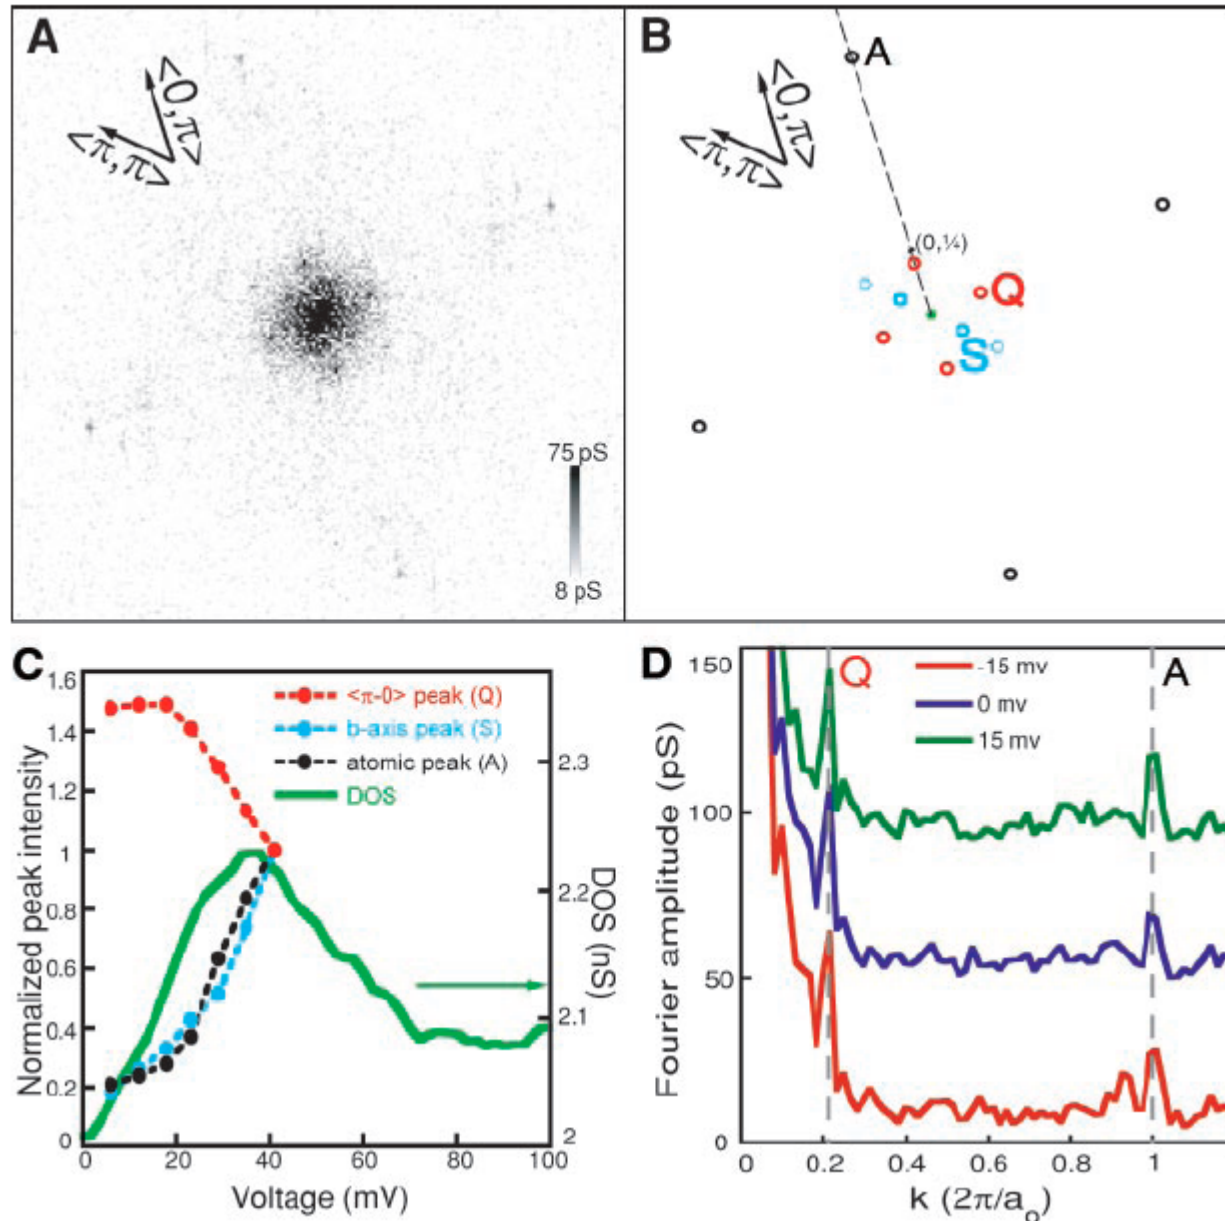 A
<0,π>
<π,π>
75 pS
8 pS
B
A
<0,π>
<π,π>
(0,¼)
Q
S
C
1.6
1.4
1.2
1
0.8
0.6
0.4
0.2
0
Normalized peak intensity
<π-0> peak (Q)
b-axis peak (S)
atomic peak (A)
DOS
2.3
2.2
2.1
2
DOS (nS)
0 20 40 60 80 100
Voltage (mV)
D
150
100
50
0
Fourier amplitude (pS)
Q
A
-15 mv
0 mv
15 mv
0 0.2 0.4 0.6 0.8 1
k (2π/aₒ)